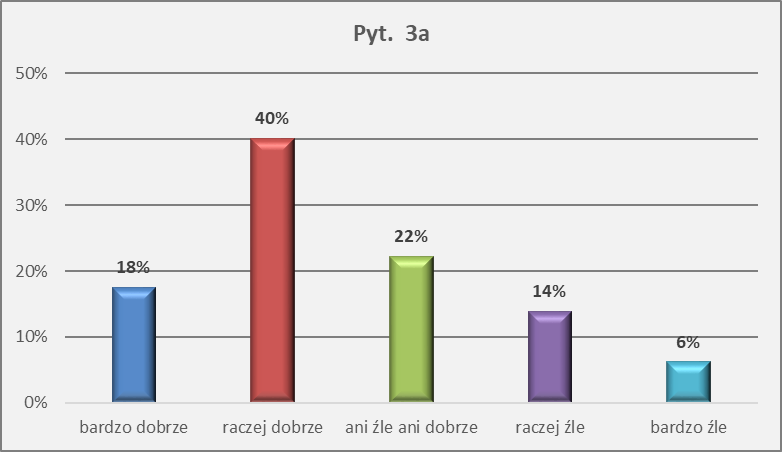 Pyt. 3a
50%
40%
30%
20%
10%
0%
18%
40%
22%
14%
6%
bardzo dobrze
raczej dobrze
ani źle ani dobrze
raczej źle
bardzo źle